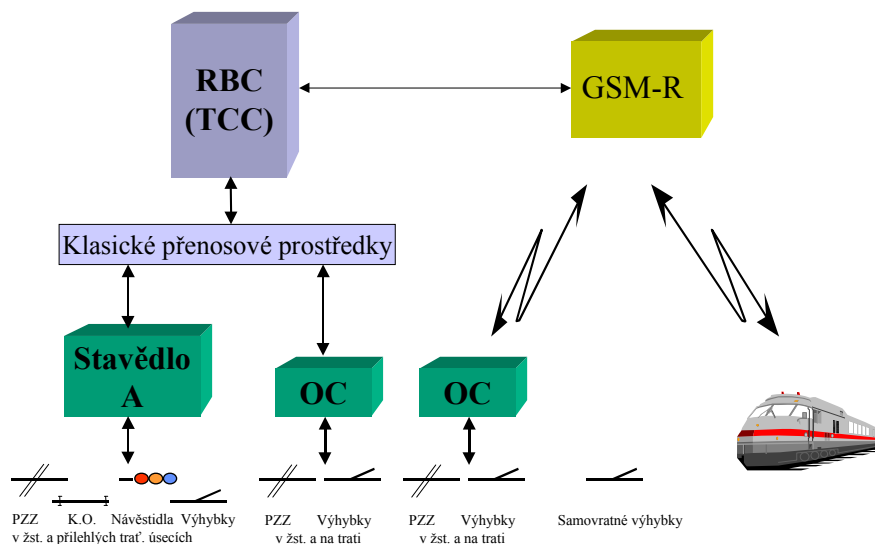 RBC
(TCC)
GSM-R
Klasické přenosové prostředky
Stavědlo
A
OC
OC
PZZ K.O. Návěstidla Výhybky
v žst. a přilehlých trať. úsecích
PZZ Výhybky
v žst. a na trati
PZZ Výhybky
v žst. a na trati
Samovratné výhybky